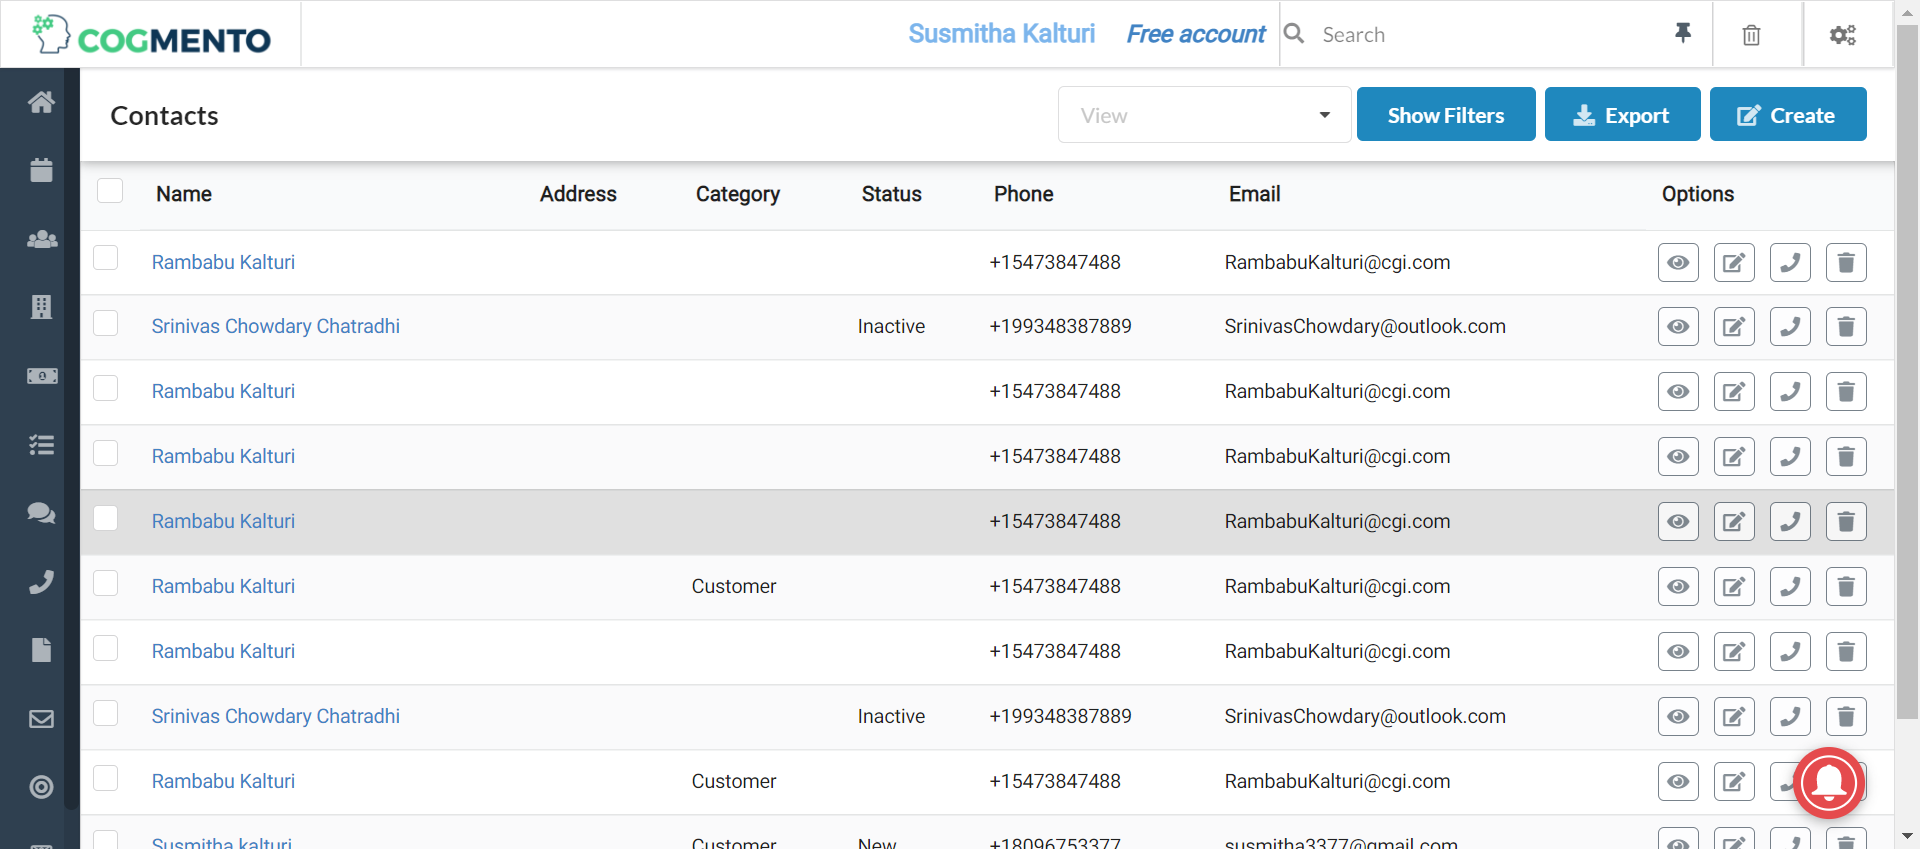 COGMENTO
Susmitha Kalturi Free account Search
Contacts View Show Filters Export Create
Name Address Category Status Phone Email Options
Rambabu Kalturi +15473847488 RambabuKalturi@cgi.com
Srinivas Chowdary Chatradhi Inactive +199348387889 SrinivasChowdary@outlook.com
Rambabu Kalturi +15473847488 RambabuKalturi@cgi.com
Rambabu Kalturi +15473847488 RambabuKalturi@cgi.com
Rambabu Kalturi +15473847488 RambabuKalturi@cgi.com
Rambabu Kalturi Customer +15473847488 RambabuKalturi@cgi.com
Rambabu Kalturi +15473847488 RambabuKalturi@cgi.com
Srinivas Chowdary Chatradhi Inactive +199348387889 SrinivasChowdary@outlook.com
Rambabu Kalturi Customer +15473847488 RambabuKalturi@cgi.com
Susmitha kalturi Customer New +18096753377 susmitha3377@gmail.com